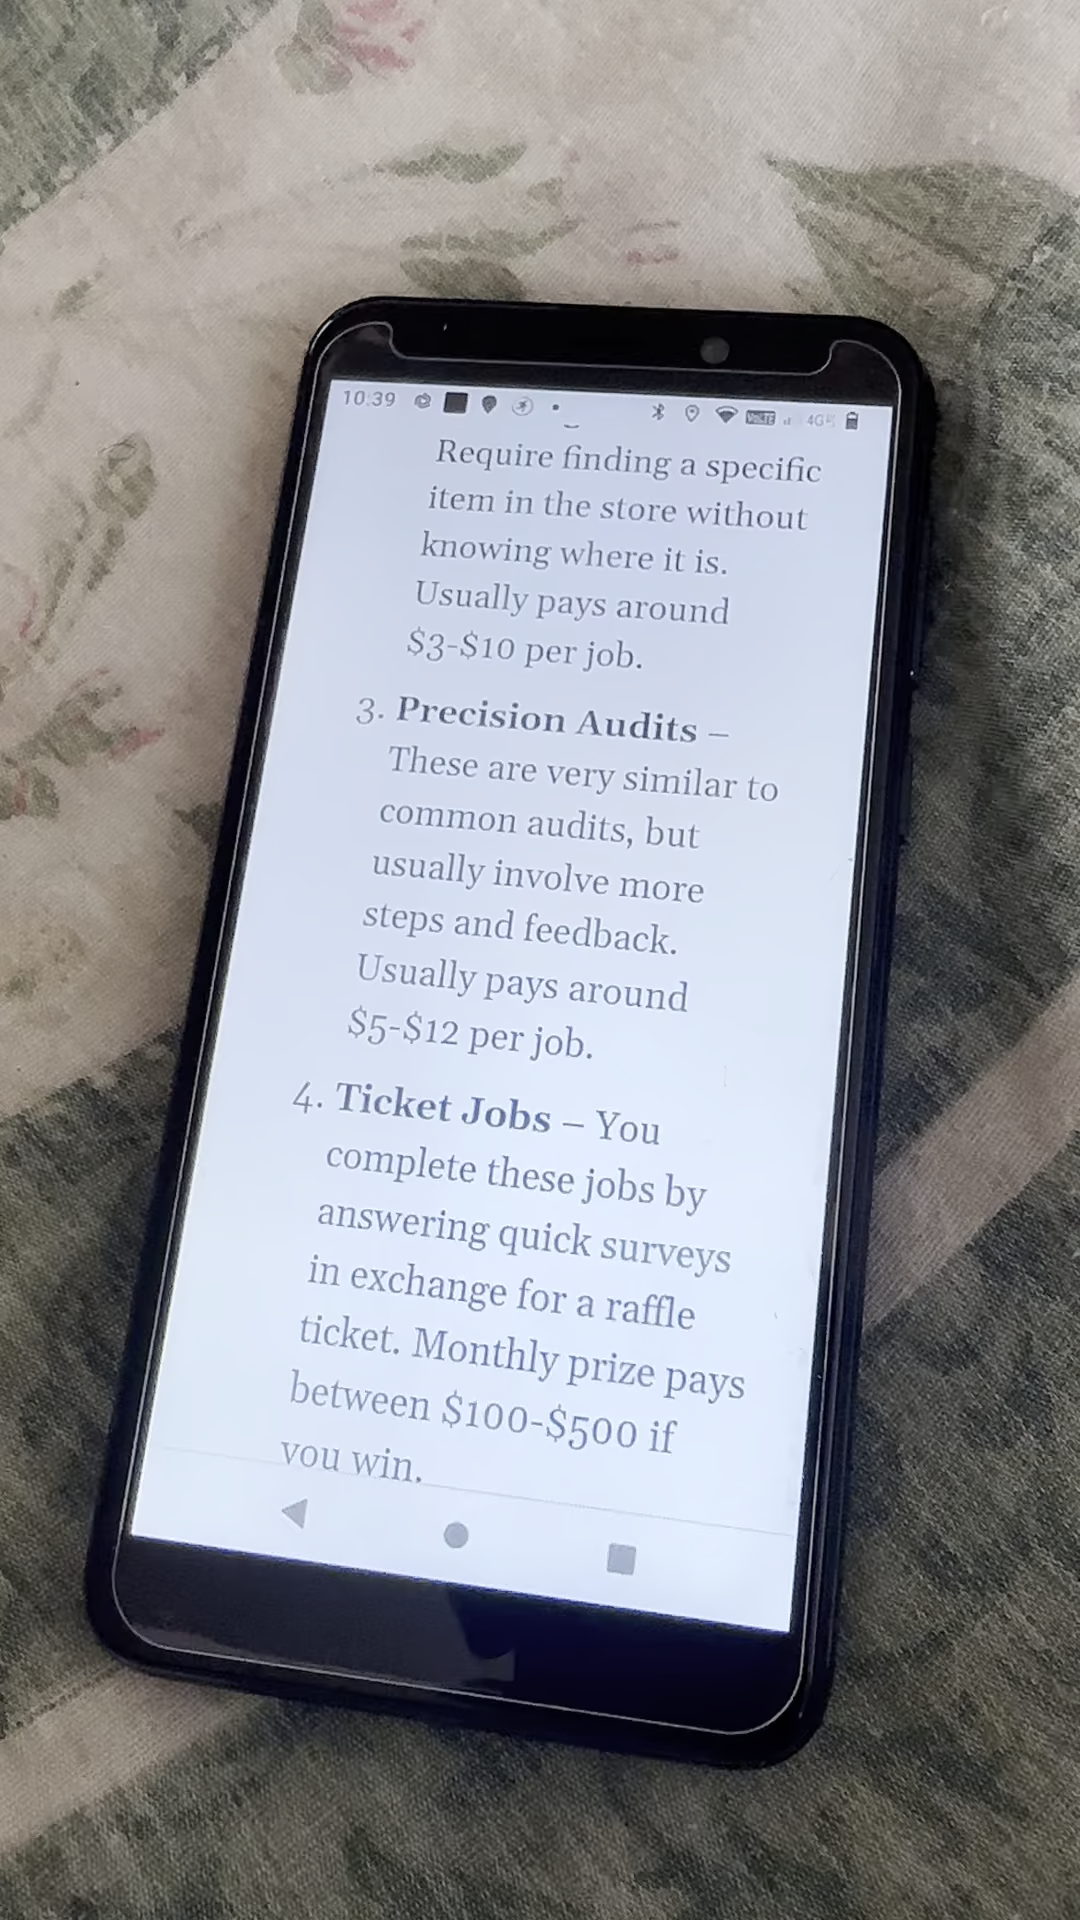 10:39
VoLTE 4G
Require finding a specific
item in the store without
knowing where it is.
Usually pays around
$3-$10 per job.
3. Precision Audits –
These are very similar to
common audits, but
usually involve more
steps and feedback.
Usually pays around
$5-$12 per job.
4. Ticket Jobs – You
complete these jobs by
answering quick surveys
in exchange for a raffle
ticket. Monthly prize pays
between $100-$500 if
you win.